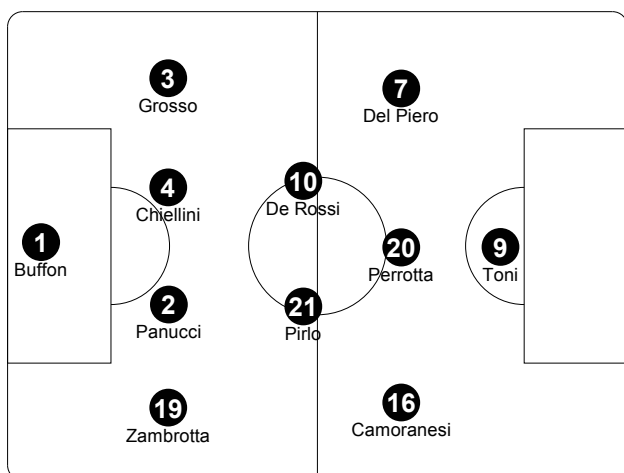 3
Grosso
7
Del Piero
4
Chiellini
10
De Rossi
1
Buffon
20
Perrotta
9
Toni
2
Panucci
21
Pirlo
19
Zambrotta
16
Camoranesi